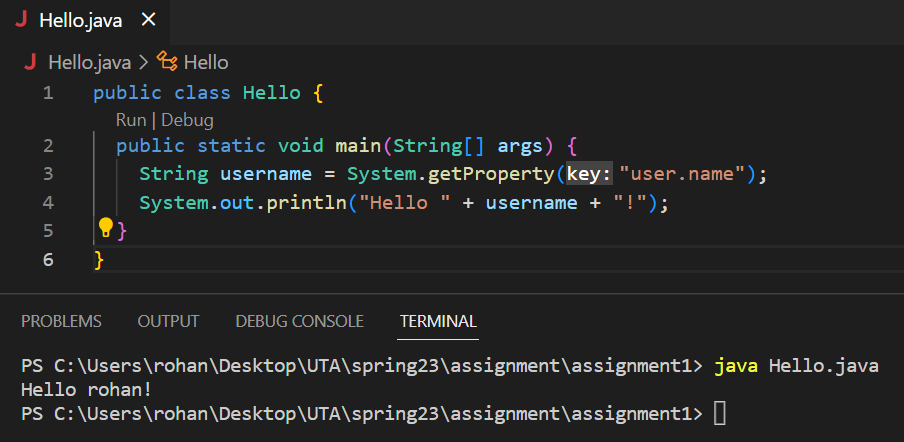 J Hello.java ×
J Hello.java > Hello
1 public class Hello {
Run | Debug
2 public static void main(String[] args) {
3 String username = System.getProperty(key: "user.name");
4 System.out.println("Hello " + username + "!");
5 }
6 }
PROBLEMS OUTPUT DEBUG CONSOLE TERMINAL
PS C:\Users\rohan\Desktop\UTA\spring23\assignment\assignment1> java Hello.java
Hello rohan!
PS C:\Users\rohan\Desktop\UTA\spring23\assignment\assignment1>